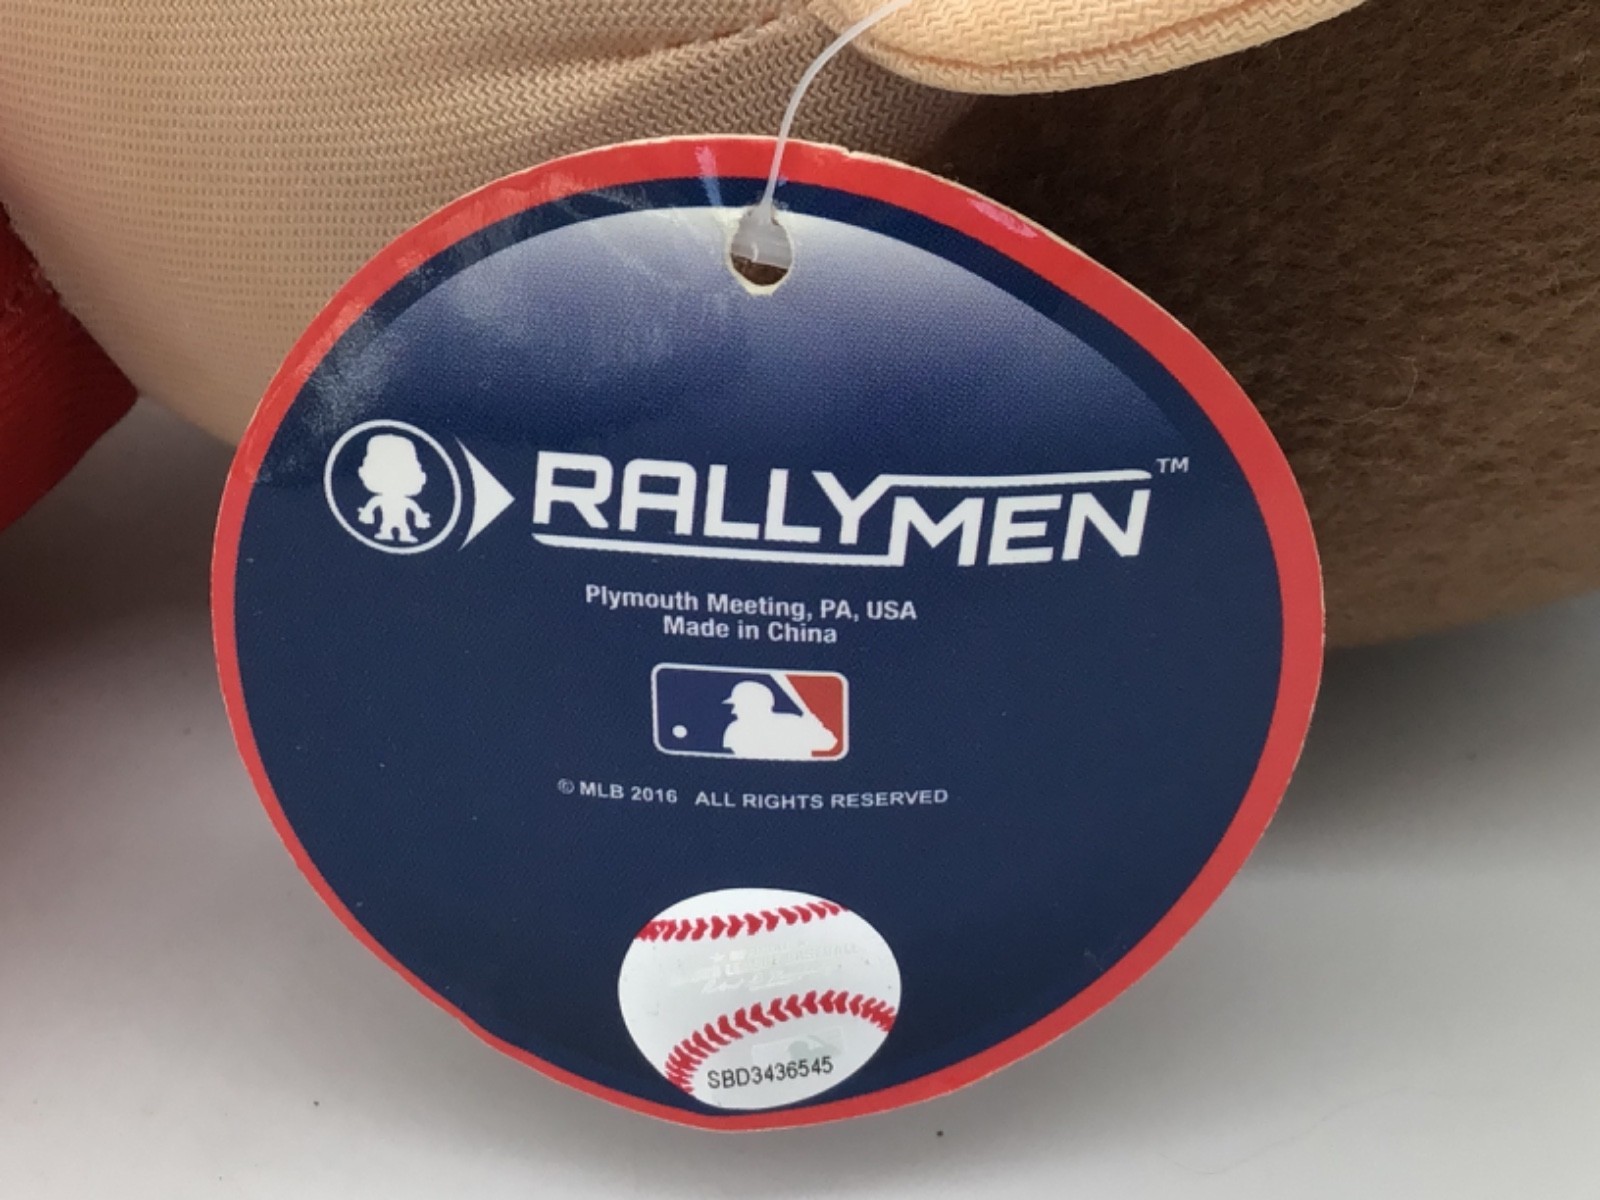 RALLYMEN™
Plymouth Meeting, PA, USA
Made in China
© MLB 2016 ALL RIGHTS RESERVED
SBD3436545